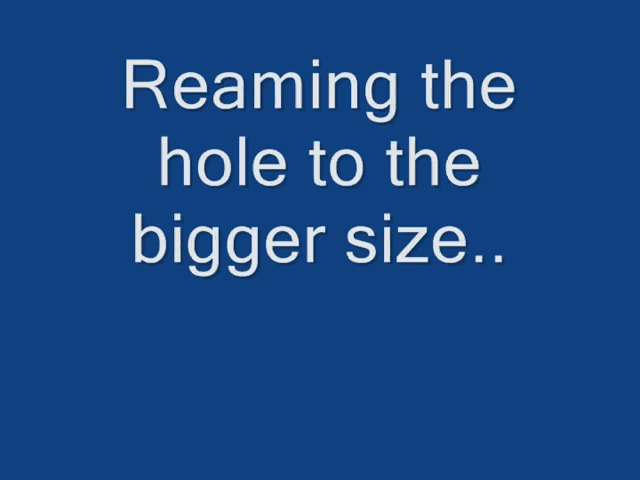 Reaming the
hole to the
bigger size..